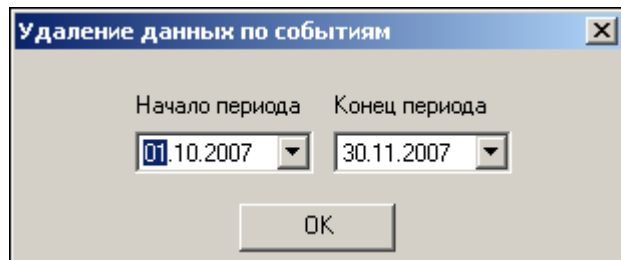 Удаление данных по событиям
Начало периода Конец периода
01.10.2007 30.11.2007
OK